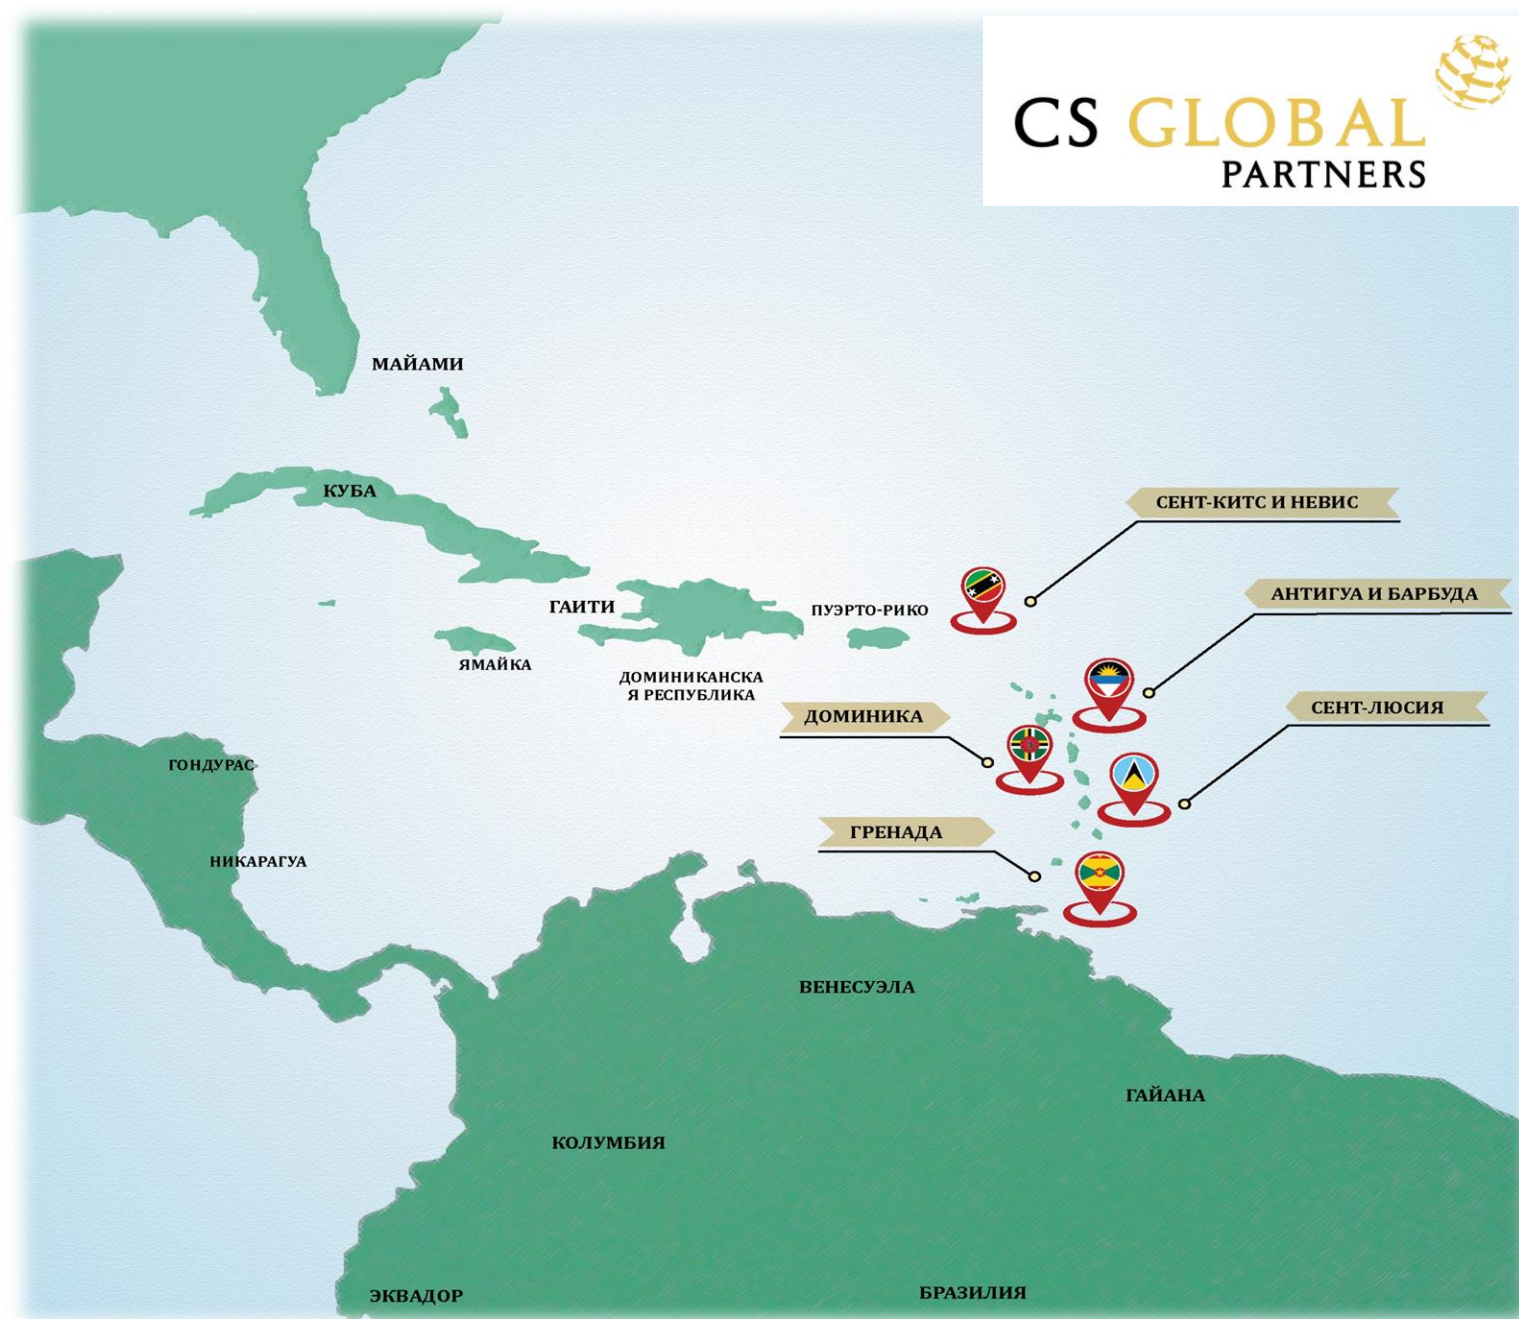 CS GLOBAL
PARTNERS
МАЙАМИ
КУБА
СЕНТ-КИТС И НЕВИС
АНТИГУА И БАРБУДА
ГАИТИ
ПУЭРТО-РИКО
ЯМАЙКА
ДОМИНИКАНСКА
Я РЕСПУБЛИКА
ДОМИНИКА
СЕНТ-ЛЮСИЯ
ГОНДУРАС
ГРЕНАДА
НИКАРАГУА
ВЕНЕСУЭЛА
ГАЙАНА
КОЛУМБИЯ
ЭКВАДОР
БРАЗИЛИЯ